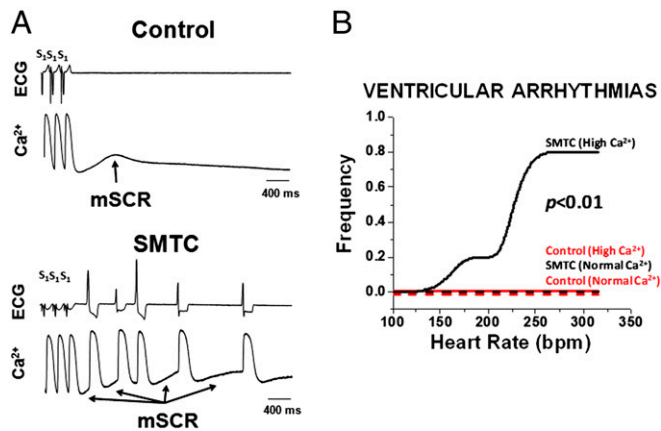 A
Control
S₁S₁S₁
ECG
Ca²⁺
mSCR
400 ms
SMTC
S₁S₁S₁
ECG
Ca²⁺
mSCR
400 ms
B
VENTRICULAR ARRHYTHMIAS
Frequency
1.0
0.8
0.6
0.4
0.2
0.0
SMTC (High Ca²⁺)
p<0.01
Control (High Ca²⁺)
SMTC (Normal Ca²⁺)
Control (Normal Ca²⁺)
100 150 200 250 300 350
Heart Rate (bpm)